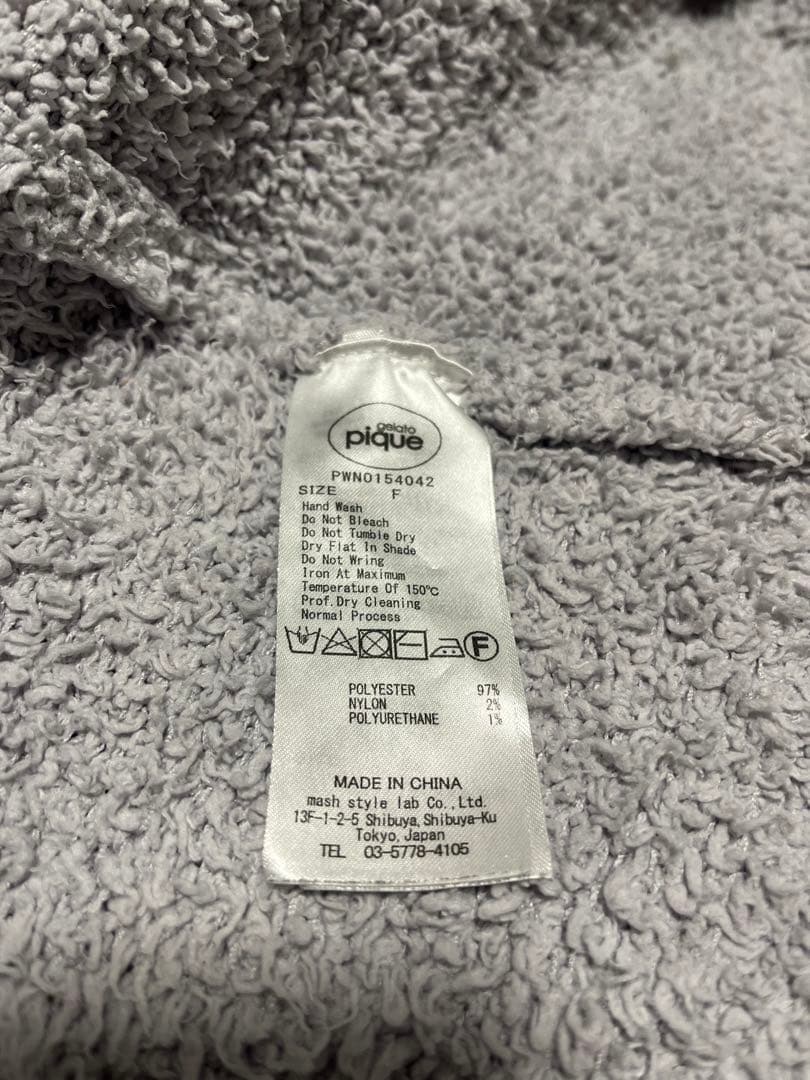 gelato
pique
PWNO154042
SIZE F
Hand Wash
Do Not Bleach
Do Not Tumble Dry
Dry Flat In Shade
Do Not Wring
Iron At Maximum
Temperature Of 150℃
Prof.Dry Cleaning
Normal Process
F
POLYESTER 97%
NYLON 2%
POLYURETHANE 1%
MADE IN CHINA
mash style lab Co.,Ltd.
13F-1-2-5 Shibuya,Shibuya-Ku
Tokyo,Japan
TEL 03-5778-4105